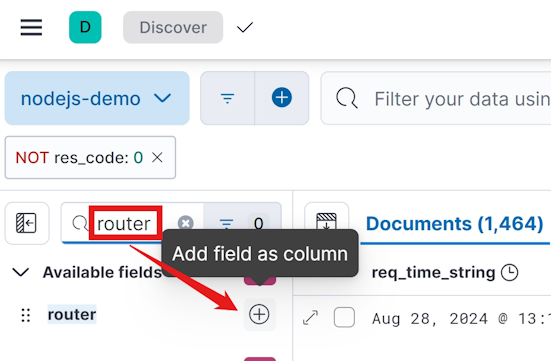 D
Discover
nodejs-demo
Filter your data usin
NOT res_code: 0
router
0
Documents (1,464)
Add field as column
Available fields
req_time_string
router
Aug 28, 2024 @ 13:1